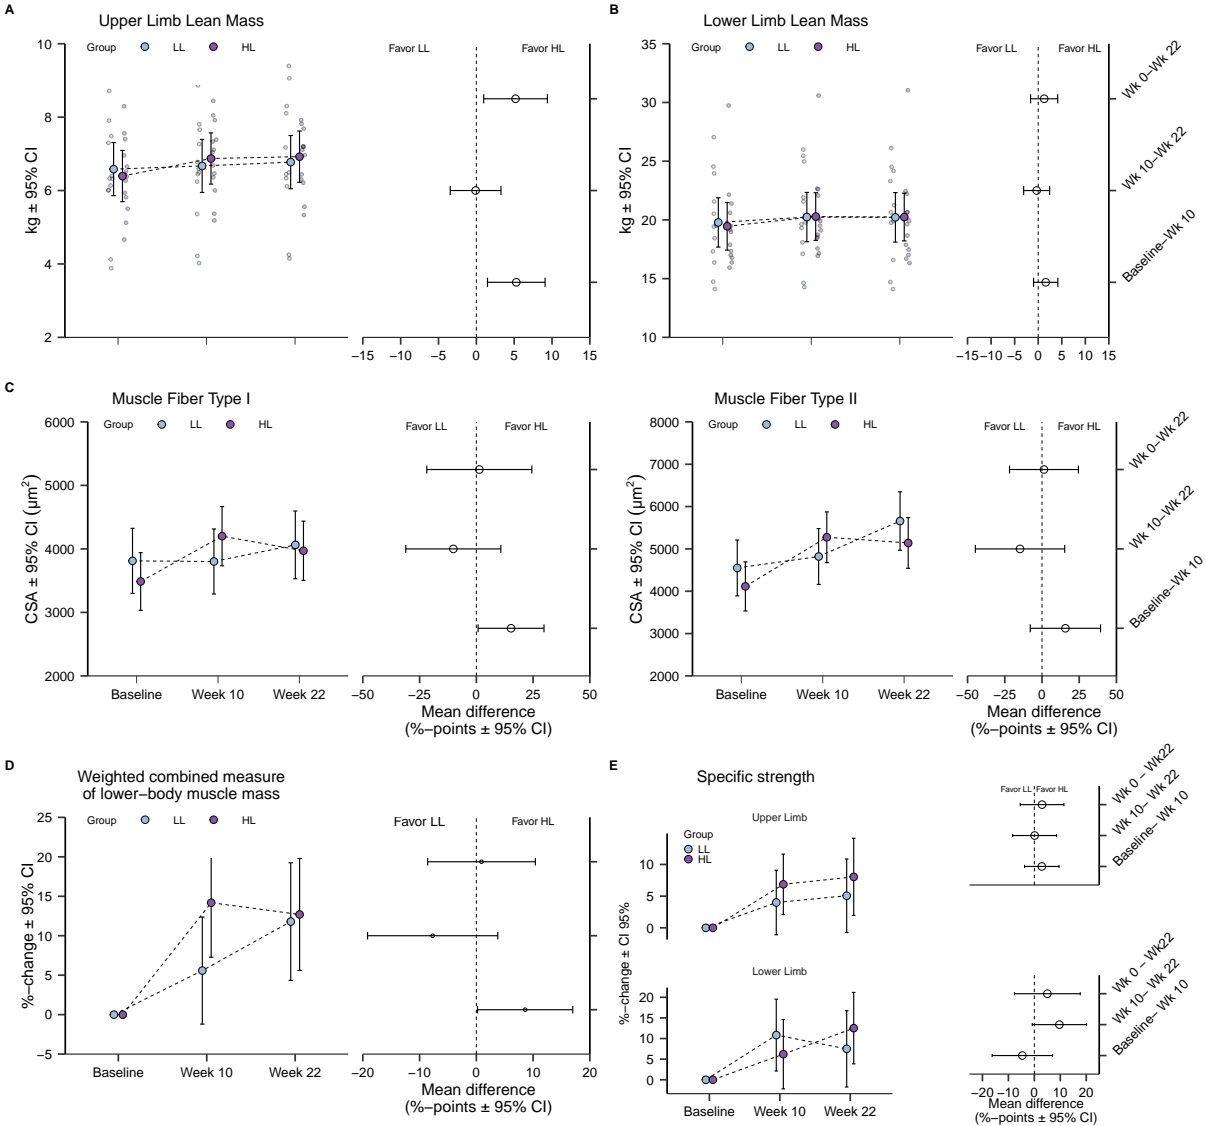 A
Upper Limb Lean Mass
Group LL HL
Favor LL Favor HL
kg ± 95% CI
10
8
6
4
2
−15 −10 −5 0 5 10 15
B
Lower Limb Lean Mass
Group LL HL
Favor LL Favor HL
kg ± 95% CI
35
30
25
20
15
10
−15 −10 −5 0 5 10 15
Wk 0−Wk 22
Wk 10−Wk 22
Baseline−Wk 10
C
Muscle Fiber Type I
Group LL HL
Favor LL Favor HL
CSA ± 95% CI (µm²)
6000
5000
4000
3000
2000
Baseline Week 10 Week 22
−50 −25 0 25 50
Mean difference
(%−points ± 95% CI)
Muscle Fiber Type II
Group LL HL
Favor LL Favor HL
CSA ± 95% CI (µm²)
8000
7000
6000
5000
4000
3000
2000
Baseline Week 10 Week 22
−50 −25 0 25 50
Mean difference
(%−points ± 95% CI)
Wk 0−Wk 22
Wk 10−Wk 22
Baseline−Wk 10
D
Weighted combined measure
of lower−body muscle mass
Group LL HL
Favor LL Favor HL
%−change ± 95% CI
25
20
15
10
5
0
−5
Baseline Week 10 Week 22
−20 −10 0 10 20
Mean difference
(%−points ± 95% CI)
E
Specific strength
Upper Limb
Group
LL
HL
%−change ± CI 95%
10
5
0
Favor LL Favor HL
Wk 0 − Wk22
Wk 10− Wk 22
Baseline− Wk 10
Lower Limb
20
15
10
5
0
Baseline Week 10 Week 22
Wk 0 − Wk22
Wk 10− Wk 22
Baseline− Wk 10
−20 −10 0 10 20
Mean difference
(%−points ± 95% CI)